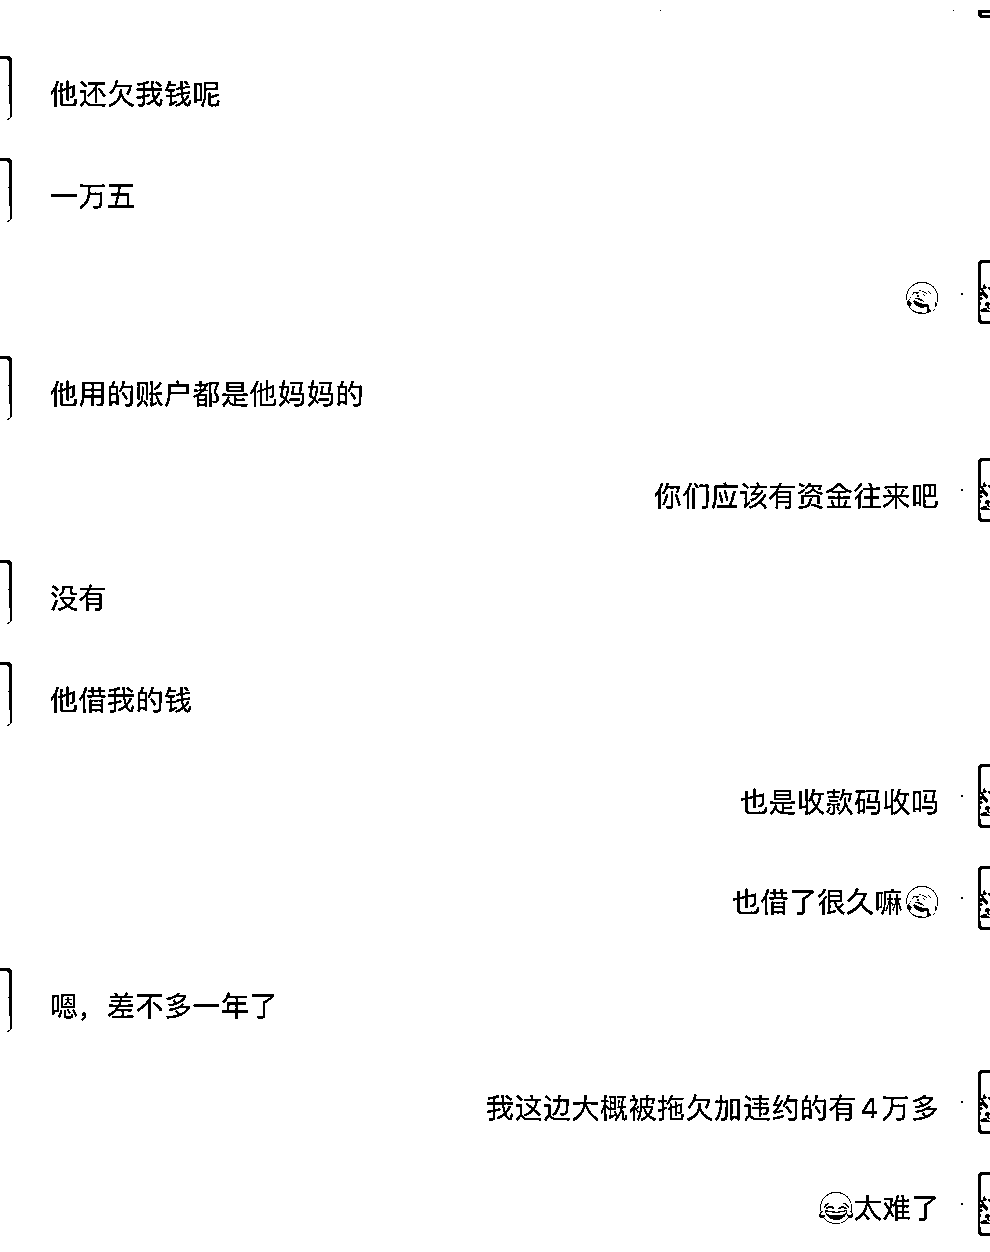 他还欠我钱呢
一万五
他用的账户都是他妈妈的
你们应该有资金往来吧
没有
他借我的钱
也是收款码收吗
也借了很久嘛
嗯，差不多一年了
我这边大概被拖欠加违约的有4万多
😂太难了